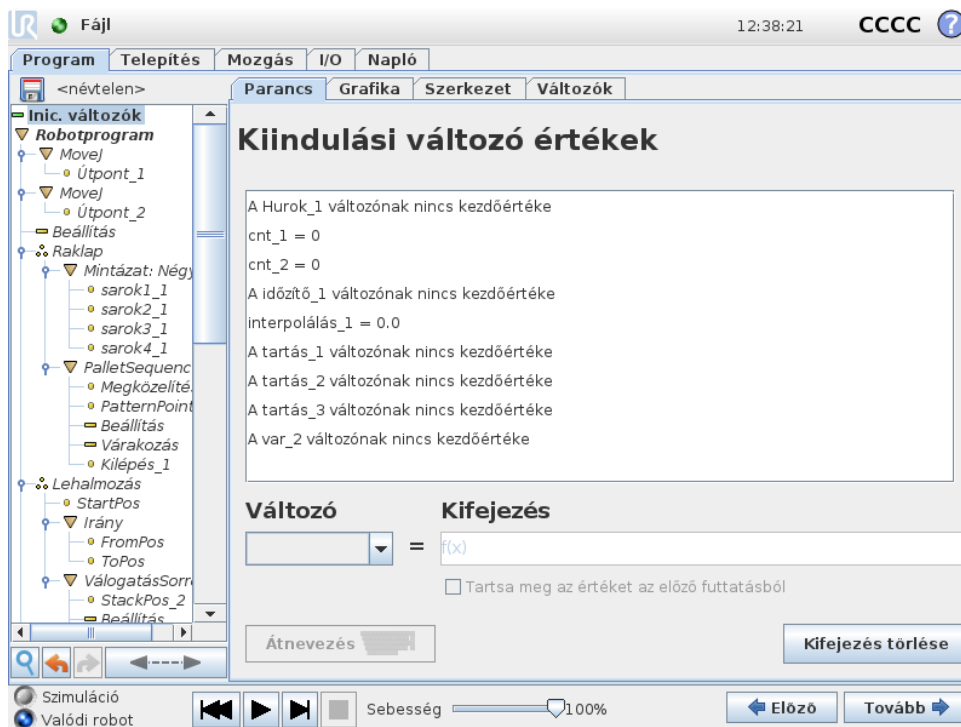 UR Fájl 12:38:21 CCCC ?
Program Telepítés Mozgás I/O Napló
<névtelen>
Parancs Grafika Szerkezet Változók
Inic. változók
Robotprogram
MoveJ
Útpont_1
MoveJ
Útpont_2
Beállítás
Raklap
Mintázat: Négy
sarok1_1
sarok2_1
sarok3_1
sarok4_1
PalletSequenc
Megközelítés
PatternPoint
Beállítás
Várakozás
Kilépés_1
Lehalmozás
StartPos
Irány
FromPos
ToPos
VálogatásSorr
StackPos_2
Beállítás
Kiindulási változó értékek
A Hurok_1 változónak nincs kezdőértéke
cnt_1 = 0
cnt_2 = 0
A időzítő_1 változónak nincs kezdőértéke
interpolálás_1 = 0.0
A tartás_1 változónak nincs kezdőértéke
A tartás_2 változónak nincs kezdőértéke
A tartás_3 változónak nincs kezdőértéke
A var_2 változónak nincs kezdőértéke
Változó Kifejezés
= f(x)
Tartsa meg az értéket az előző futtatásból
Átnevezés
Kifejezés törlése
Szimuláció
Valódi robot
Sebesség 100%
Előző Tovább